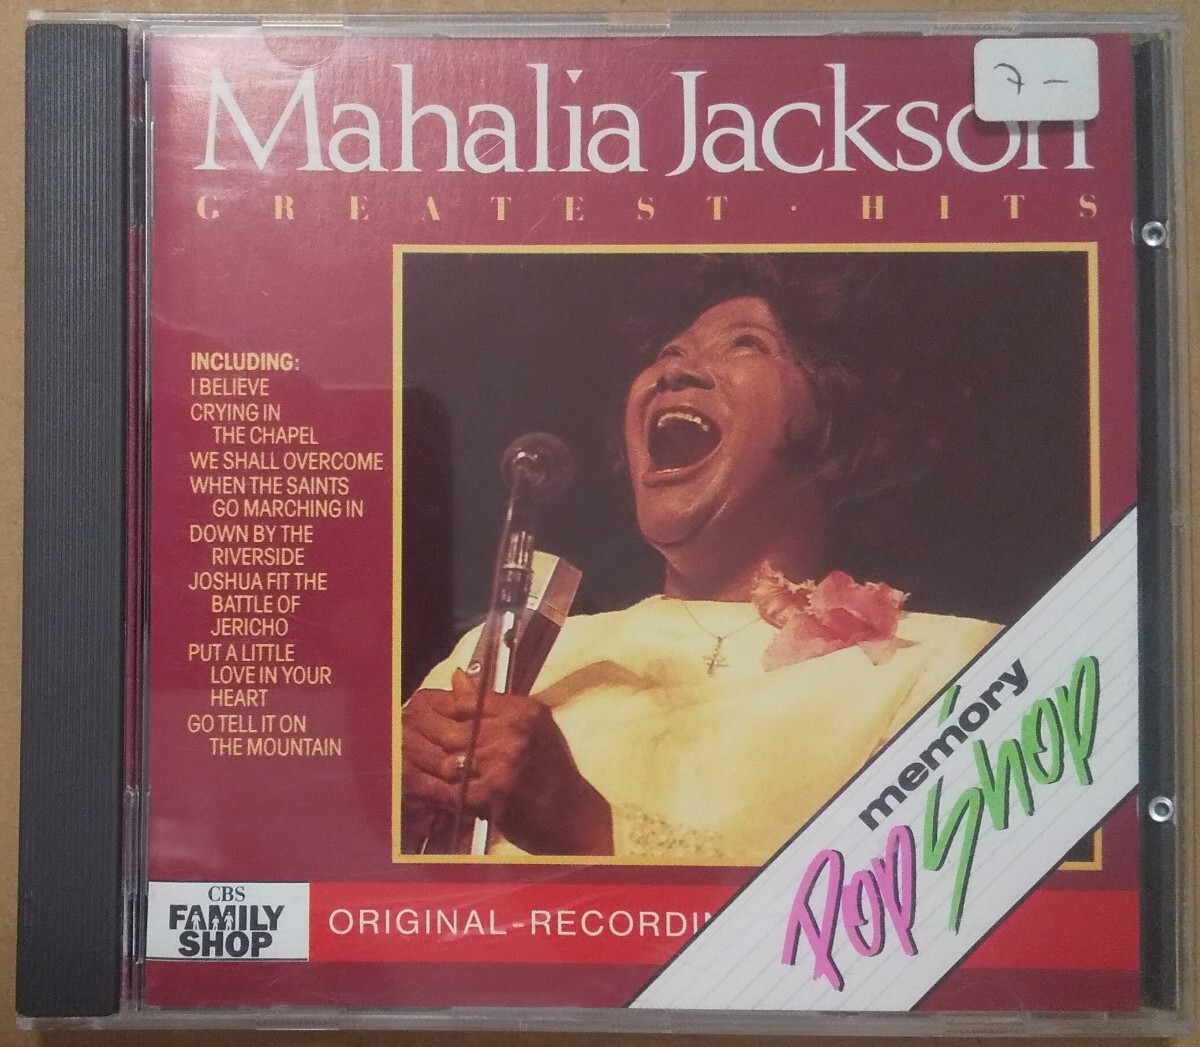 Mahalia Jackson
7-
GREATEST · HITS
INCLUDING:
I BELIEVE
CRYING IN
THE CHAPEL
WE SHALL OVERCOME
WHEN THE SAINTS
GO MARCHING IN
DOWN BY THE
RIVERSIDE
JOSHUA FIT THE
BATTLE OF
JERICHO
PUT A LITTLE
LOVE IN YOUR
HEART
GO TELL IT ON
THE MOUNTAIN
memory
Pop Shop
CBS
FAMILY
SHOP
ORIGINAL-RECORDIN